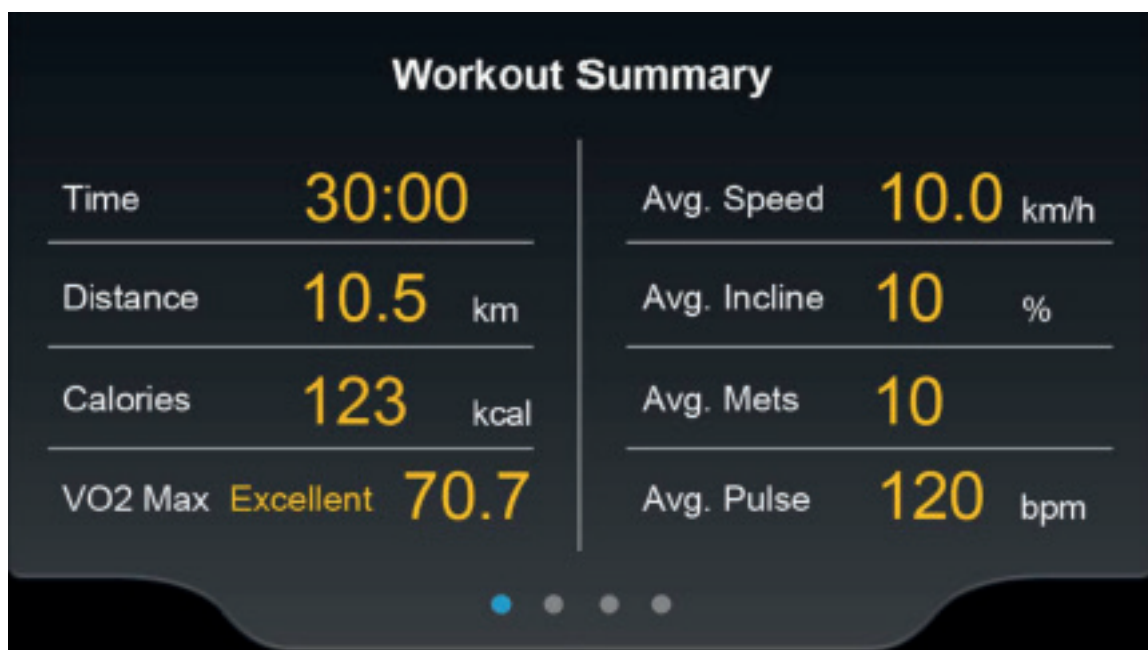 Workout Summary
Time 30:00
Distance 10.5 km
Calories 123 kcal
VO2 Max Excellent 70.7
Avg. Speed 10.0 km/h
Avg. Incline 10 %
Avg. Mets 10
Avg. Pulse 120 bpm